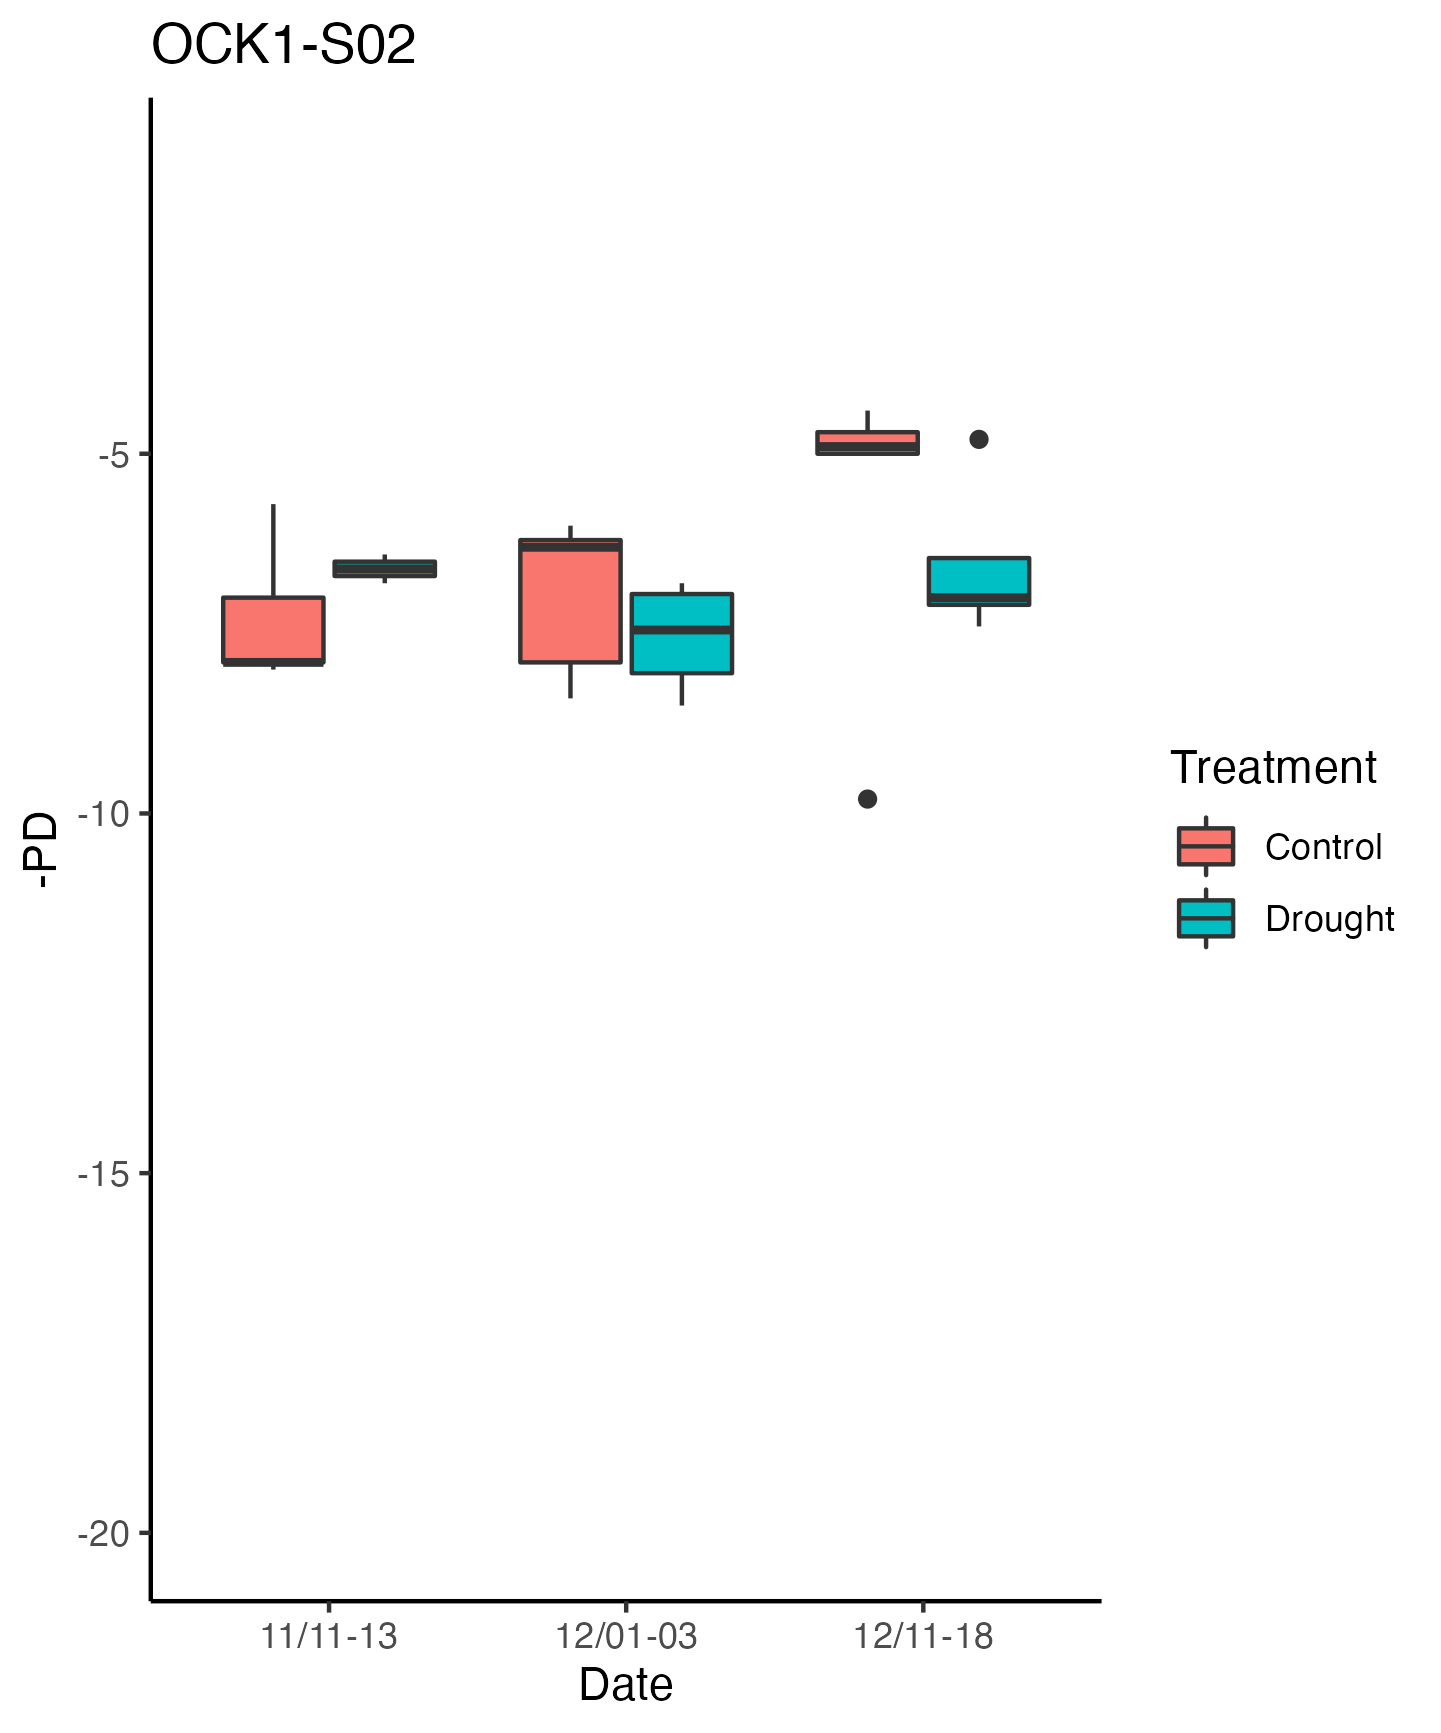 OCK1-S02
-5
-10
-15
-20
-PD
11/11-13 12/01-03 12/11-18
Date
Treatment
Control
Drought